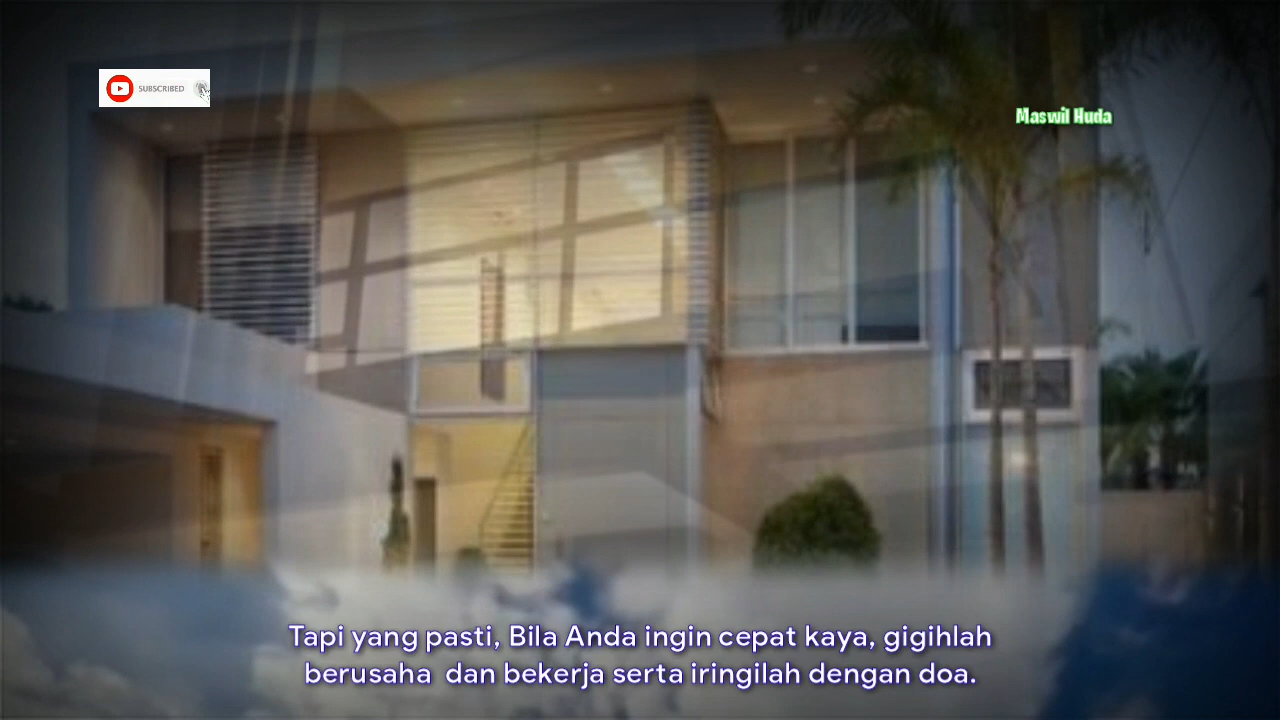 SUBSCRIBED
Maswil Huda
Tapi yang pasti, Bila Anda ingin cepat kaya, gigihlah
berusaha  dan bekerja serta iringilah dengan doa.